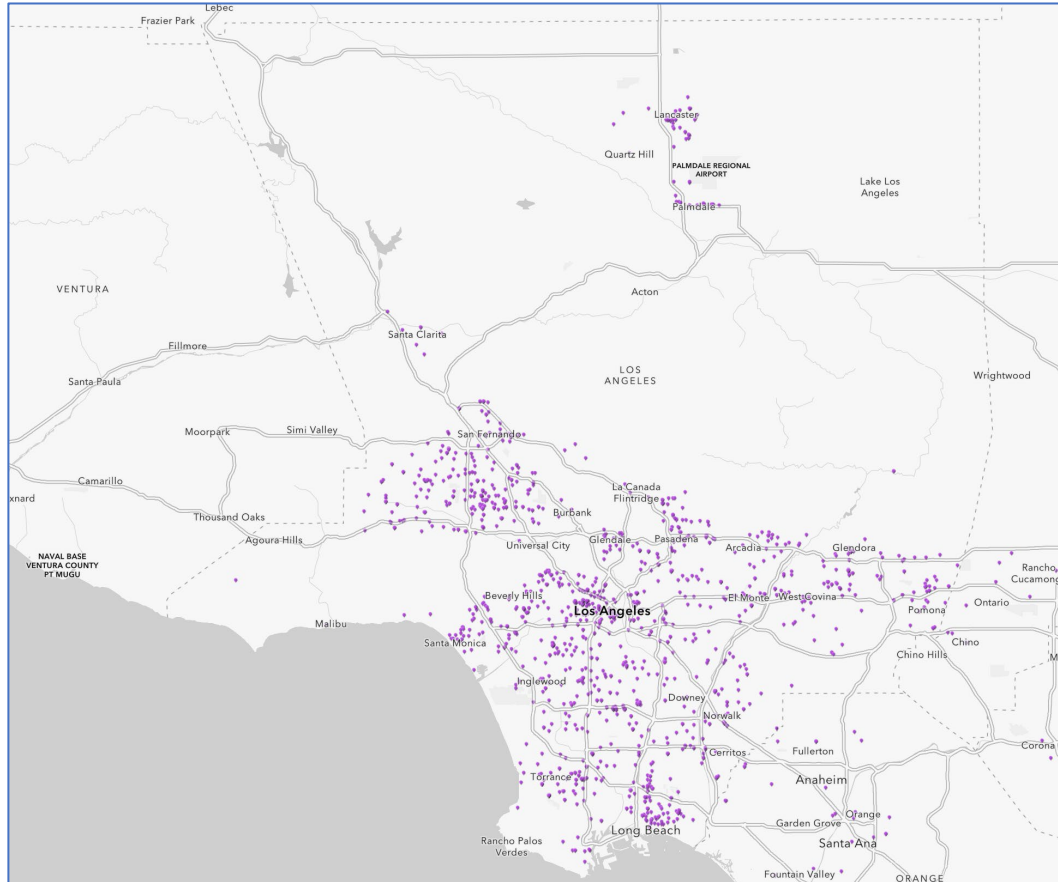 Lebec
Frazier Park
Lancaster
Quartz Hill
PALMDALE REGIONAL
AIRPORT
Lake Los
Angeles
Palmdale
VENTURA
Acton
Santa Clarita
Fillmore
LOS
ANGELES
Wrightwood
Santa Paula
Moorpark
Simi Valley
San Fernando
Camarillo
xnard
La Canada
Flintridge
Thousand Oaks
Burbank
Agoura Hills
Universal City
Glendale
Pasadena
Arcadia
Glendora
NAVAL BASE
VENTURA COUNTY
PT MUGU
Rancho
Cucamong
Beverly Hills
El Monte
West Covina
Ontario
Los Angeles
Pomona
Malibu
Santa Monica
Chino
Chino Hills
M
Inglewood
Downey
Norwalk
Cerritos
Fullerton
Corona
Torrance
Anaheim
Orange
Garden Grove
Long Beach
Rancho Palos
Verdes
Santa Ana
Fountain Valley
ORANGE